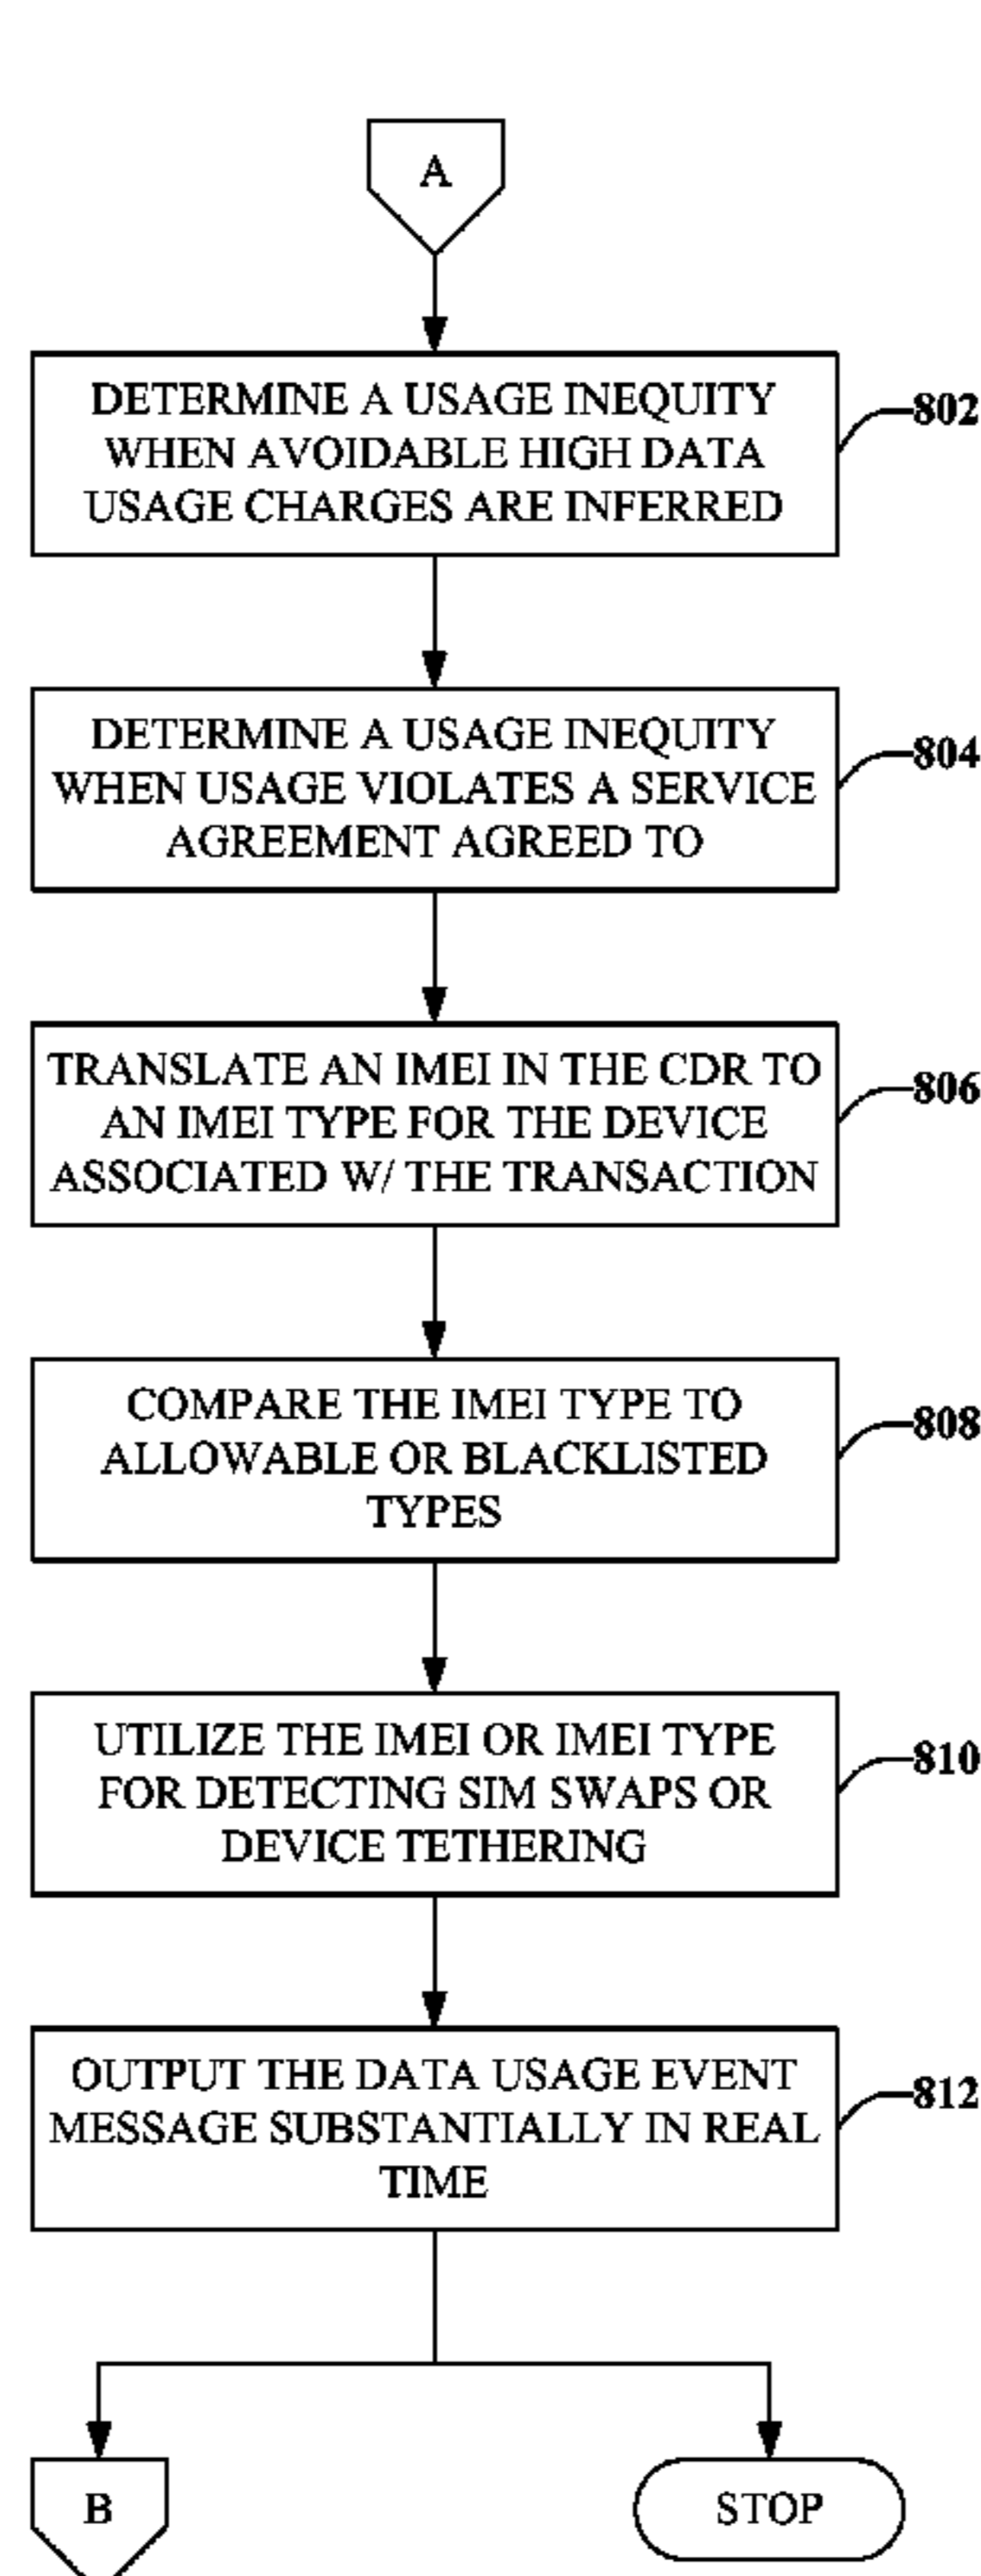 A
DETERMINE A USAGE INEQUITY
WHEN AVOIDABLE HIGH DATA
USAGE CHARGES ARE INFERRED
802
DETERMINE A USAGE INEQUITY
WHEN USAGE VIOLATES A SERVICE
AGREEMENT AGREED TO
804
TRANSLATE AN IMEI IN THE CDR TO
AN IMEI TYPE FOR THE DEVICE
ASSOCIATED W/ THE TRANSACTION
806
COMPARE THE IMEI TYPE TO
ALLOWABLE OR BLACKLISTED
TYPES
808
UTILIZE THE IMEI OR IMEI TYPE
FOR DETECTING SIM SWAPS OR
DEVICE TETHERING
810
OUTPUT THE DATA USAGE EVENT
MESSAGE SUBSTANTIALLY IN REAL
TIME
812
B
STOP